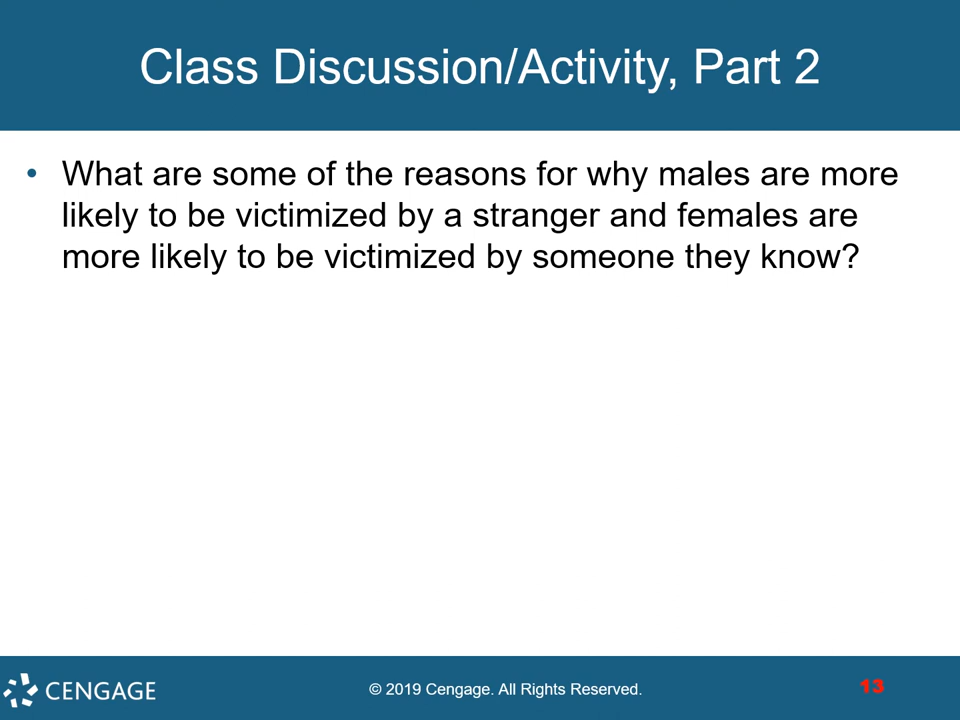 Class Discussion/Activity, Part 2
• What are some of the reasons for why males are more
likely to be victimized by a stranger and females are
more likely to be victimized by someone they know?
CENGAGE
© 2019 Cengage. All Rights Reserved.
13